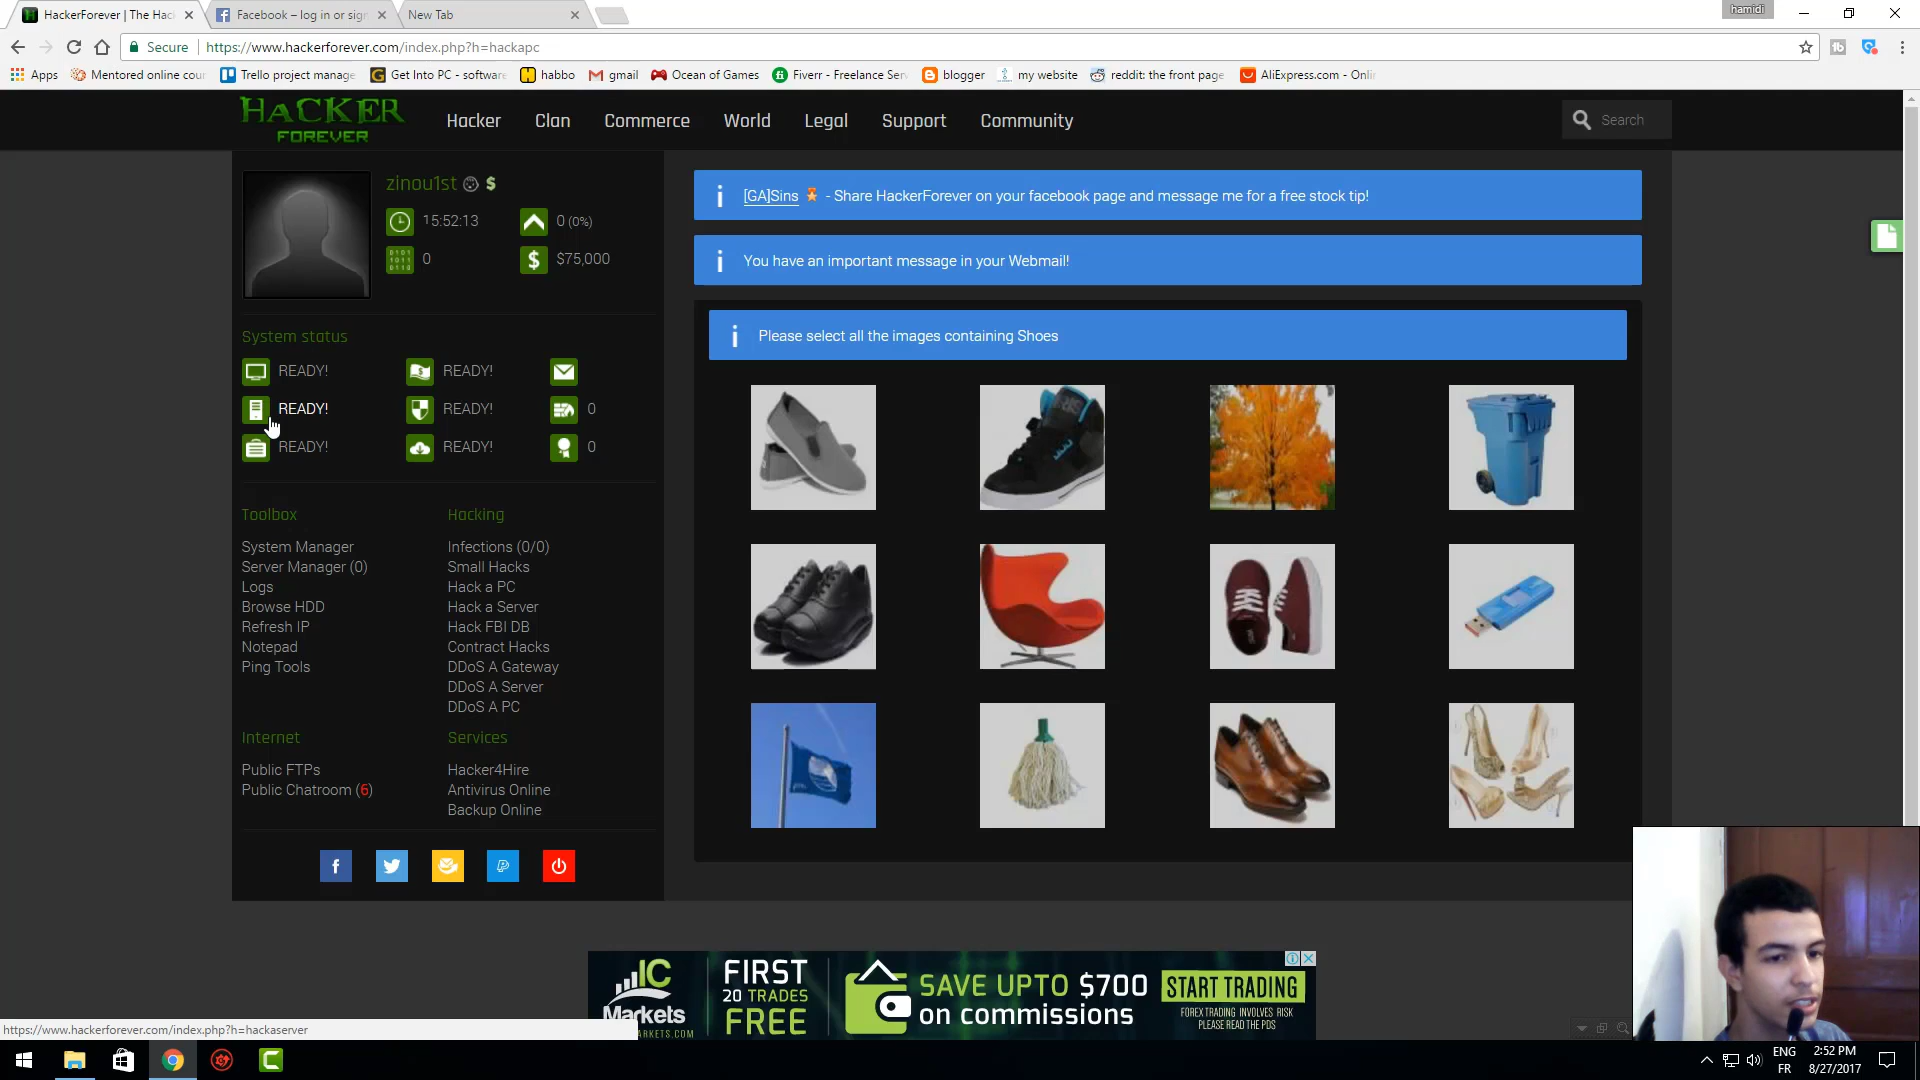 HackerForever | The Hac
Facebook – log in or sign
New Tab
hamidi
Secure
https://www.hackerforever.com/index.php?h=hackapc
Apps
Mentored online cour
Trello project manage
Get Into PC - software
habbo
gmail
Ocean of Games
Fiverr - Freelance Serv
blogger
my website
reddit: the front page
AliExpress.com - Onlin
HACKER
FOREVER
Hacker
Clan
Commerce
World
Legal
Support
Community
Search
zinou1st $
15:52:13
0 (0%)
0
$75,000
[GA]Sins - Share HackerForever on your facebook page and message me for a free stock tip!
You have an important message in your Webmail!
Please select all the images containing Shoes
System status
READY!
READY!
READY!
READY!
0
READY!
READY!
0
Toolbox
System Manager
Server Manager (0)
Logs
Browse HDD
Refresh IP
Notepad
Ping Tools
Hacking
Infections (0/0)
Small Hacks
Hack a PC
Hack a Server
Hack FBI DB
Contract Hacks
DDoS A Gateway
DDoS A Server
DDoS A PC
Internet
Public FTPs
Public Chatroom (6)
Services
Hacker4Hire
Antivirus Online
Backup Online
IC
Markets
FIRST
20 TRADES
FREE
SAVE UPTO $700
on commissions
START TRADING
FOREX TRADING INVOLVES RISK
PLEASE READ THE PDS
https://www.hackerforever.com/index.php?h=hackaserver
ENG
FR
2:52 PM
8/27/2017